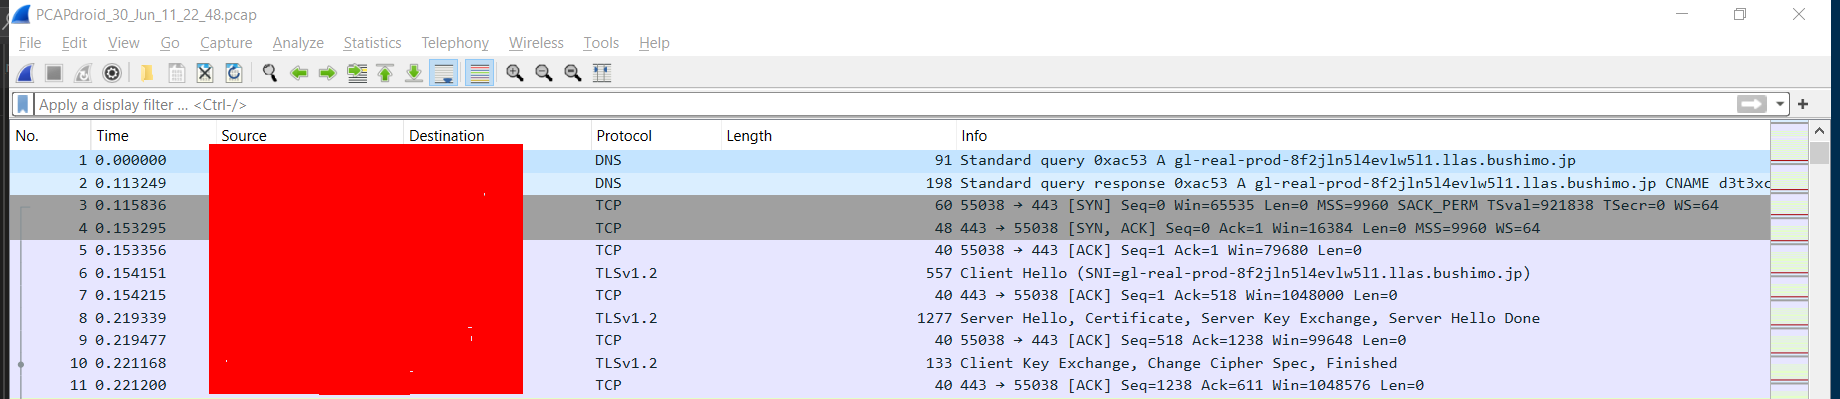 PCAPdroid_30_Jun_11_22_48.pcap
File Edit View Go Capture Analyze Statistics Telephony Wireless Tools Help
Apply a display filter ... <Ctrl-/>
No. Time Source Destination Protocol Length Info
1 0.000000 DNS 91 Standard query 0xac53 A gl-real-prod-8f2jln5l4evlw5l1.llas.bushimo.jp
2 0.113249 DNS 198 Standard query response 0xac53 A gl-real-prod-8f2jln5l4evlw5l1.llas.bushimo.jp CNAME d3t3xc
3 0.115836 TCP 60 55038 → 443 [SYN] Seq=0 Win=65535 Len=0 MSS=9960 SACK_PERM TSval=921838 TSecr=0 WS=64
4 0.153295 TCP 48 443 → 55038 [SYN, ACK] Seq=0 Ack=1 Win=16384 Len=0 MSS=9960 WS=64
5 0.153356 TCP 40 55038 → 443 [ACK] Seq=1 Ack=1 Win=79680 Len=0
6 0.154151 TLSv1.2 557 Client Hello (SNI=gl-real-prod-8f2jln5l4evlw5l1.llas.bushimo.jp)
7 0.154215 TCP 40 443 → 55038 [ACK] Seq=1 Ack=518 Win=1048000 Len=0
8 0.219339 TLSv1.2 1277 Server Hello, Certificate, Server Key Exchange, Server Hello Done
9 0.219477 TCP 40 55038 → 443 [ACK] Seq=518 Ack=1238 Win=99648 Len=0
10 0.221168 TLSv1.2 133 Client Key Exchange, Change Cipher Spec, Finished
11 0.221200 TCP 40 443 → 55038 [ACK] Seq=1238 Ack=611 Win=1048576 Len=0